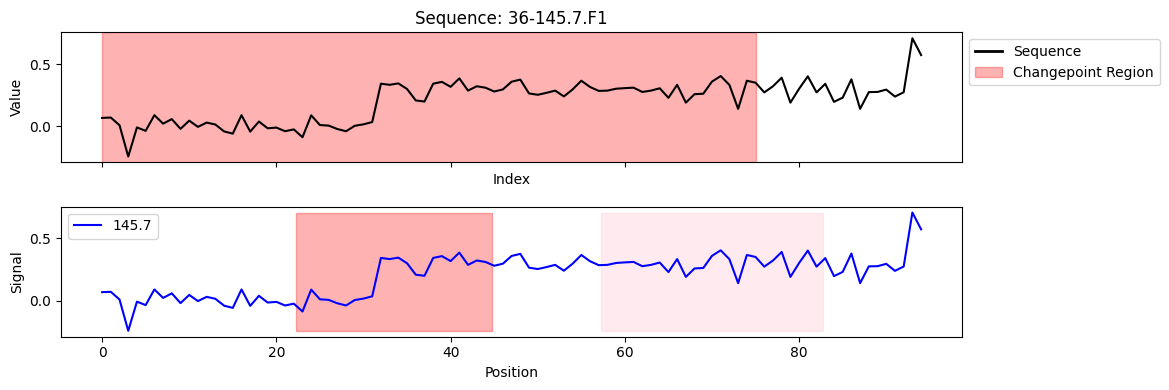 Sequence: 36-145.7.F1
Value
0.5
0.0
Index
Sequence
Changepoint Region
Signal
0.5
0.0
145.7
0 20 40 60 80
Position